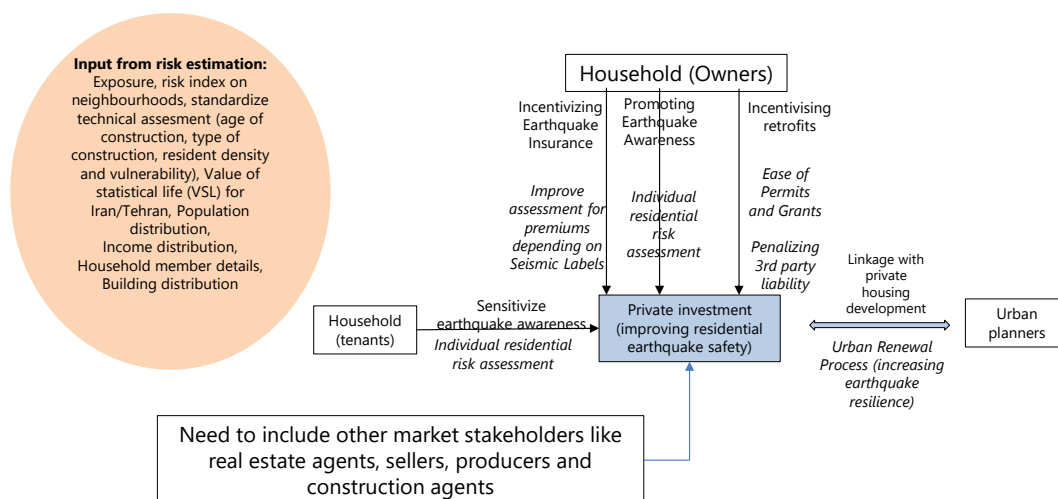 Input from risk estimation:
Exposure, risk index on
neighbourhoods, standardize
technical assesment (age of
construction, type of
construction, resident density
and vulnerability), Value of
statistical life (VSL) for
Iran/Tehran, Population
distribution,
Income distribution,
Household member details,
Building distribution
Household (Owners)
Incentivizing
Earthquake
Insurance
Promoting
Earthquake
Awareness
Incentivising
retrofits
Improve
assessment for
premiums
depending on
Seismic Labels
Individual
residential
risk
assessment
Ease of
Permits
and Grants
Penalizing
3rd party
liability
Household
(tenants)
Sensitivize
earthquake awareness
Individual residential
risk assessment
Private investment
(improving residential
earthquake safety)
Linkage with
private
housing
development
Urban Renewal
Process (increasing
earthquake
resilience)
Urban
planners
Need to include other market stakeholders like
real estate agents, sellers, producers and
construction agents